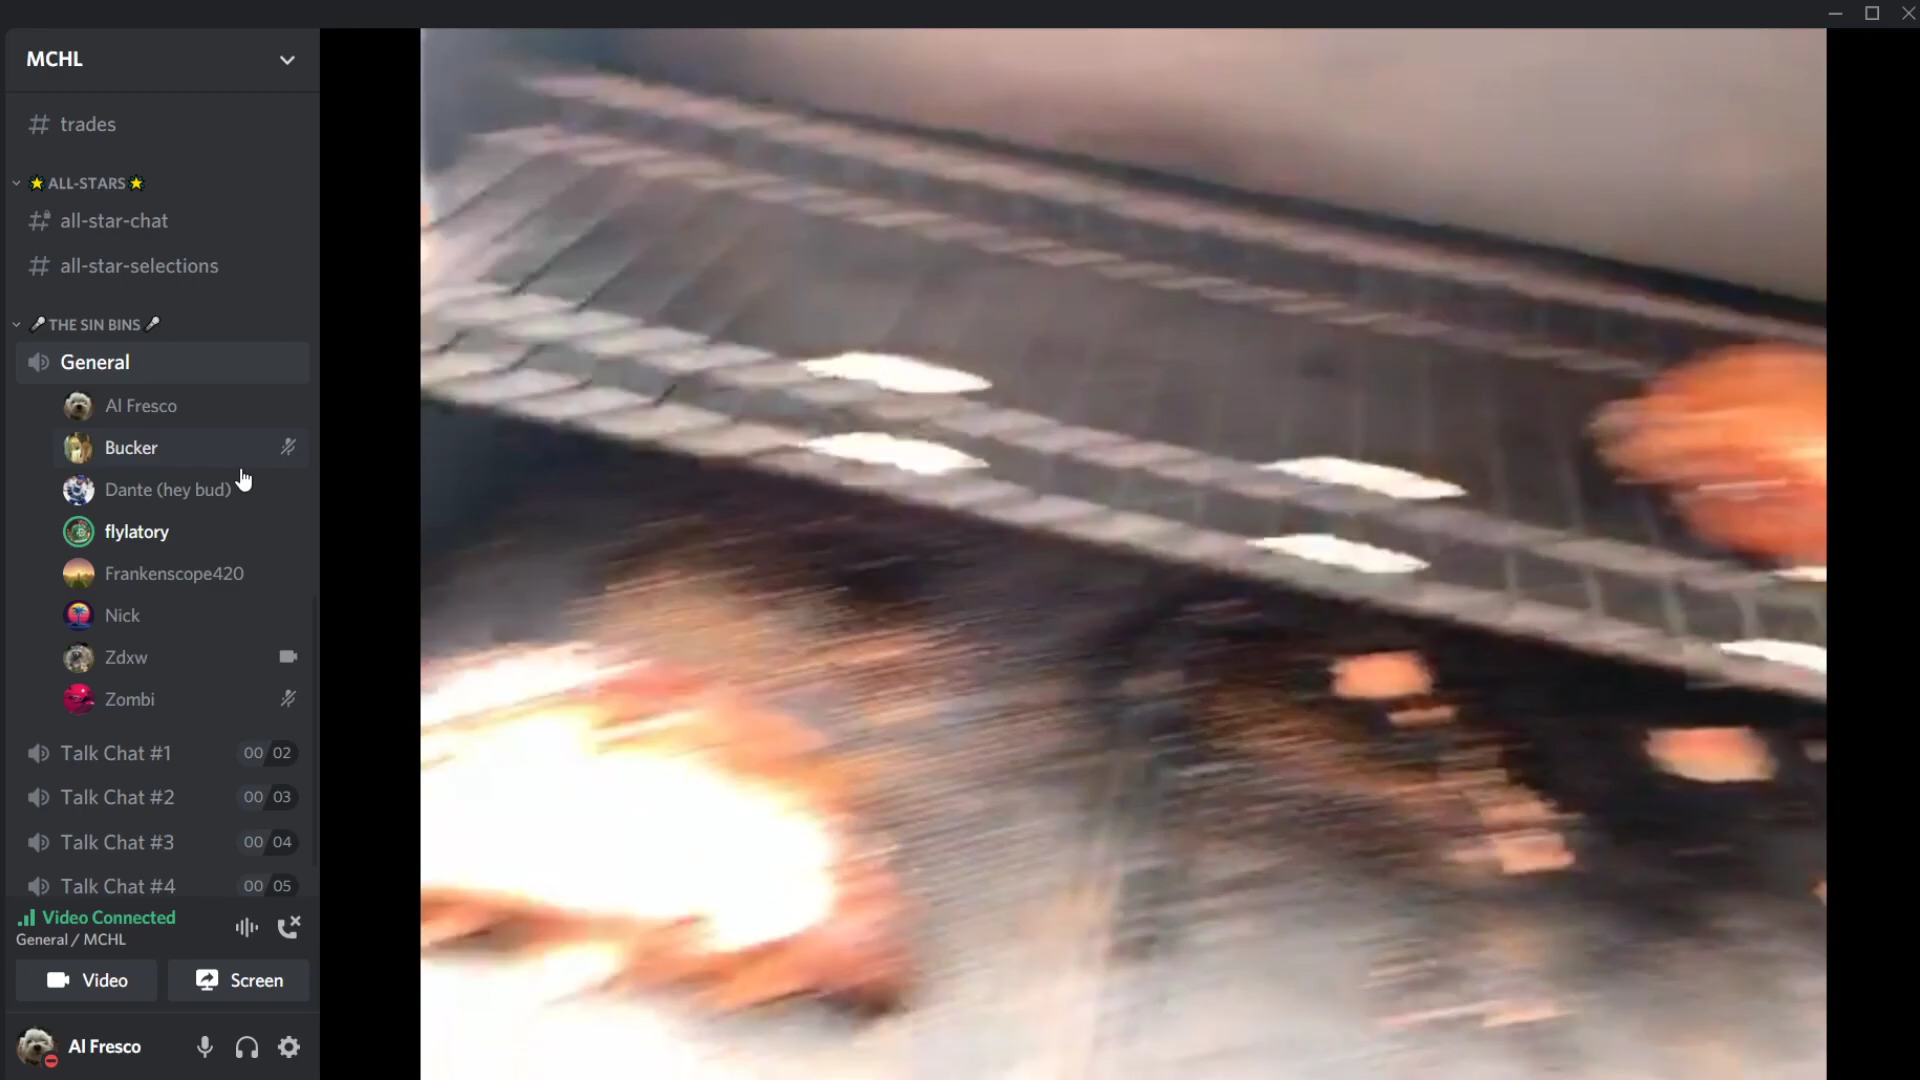 MCHL
trades
⭐ALL-STARS⭐
all-star-chat
all-star-selections
🎤THE SIN BINS🎤
General
Al Fresco
Bucker
Dante (hey bud)
flylatory
Frankenscope420
Nick
Zdxw
Zombi
Talk Chat #1 00 02
Talk Chat #2 00 03
Talk Chat #3 00 04
Talk Chat #4 00 05
Video Connected
General / MCHL
Video Screen
Al Fresco